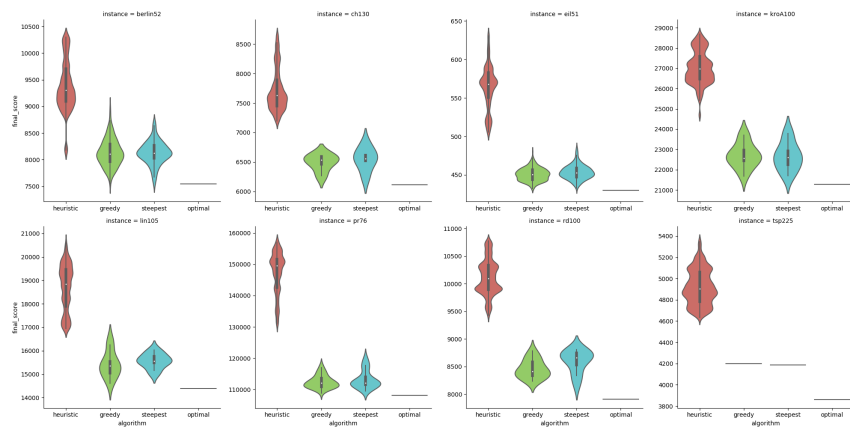 instance = berlin52
10500
10000
9500
9000
8500
8000
7500
final_score
heuristic greedy steepest optimal
instance = ch130
8500
8000
7500
7000
6500
6000
heuristic greedy steepest optimal
instance = eil51
650
600
550
500
450
heuristic greedy steepest optimal
instance = kroA100
29000
28000
27000
26000
25000
24000
23000
22000
21000
heuristic greedy steepest optimal
instance = lin105
21000
20000
19000
18000
17000
16000
15000
14000
final_score
heuristic greedy steepest optimal
algorithm
instance = pr76
160000
150000
140000
130000
120000
110000
heuristic greedy steepest optimal
algorithm
instance = rd100
11000
10500
10000
9500
9000
8500
8000
heuristic greedy steepest optimal
algorithm
instance = tsp225
5400
5200
5000
4800
4600
4400
4200
4000
3800
heuristic greedy steepest optimal
algorithm